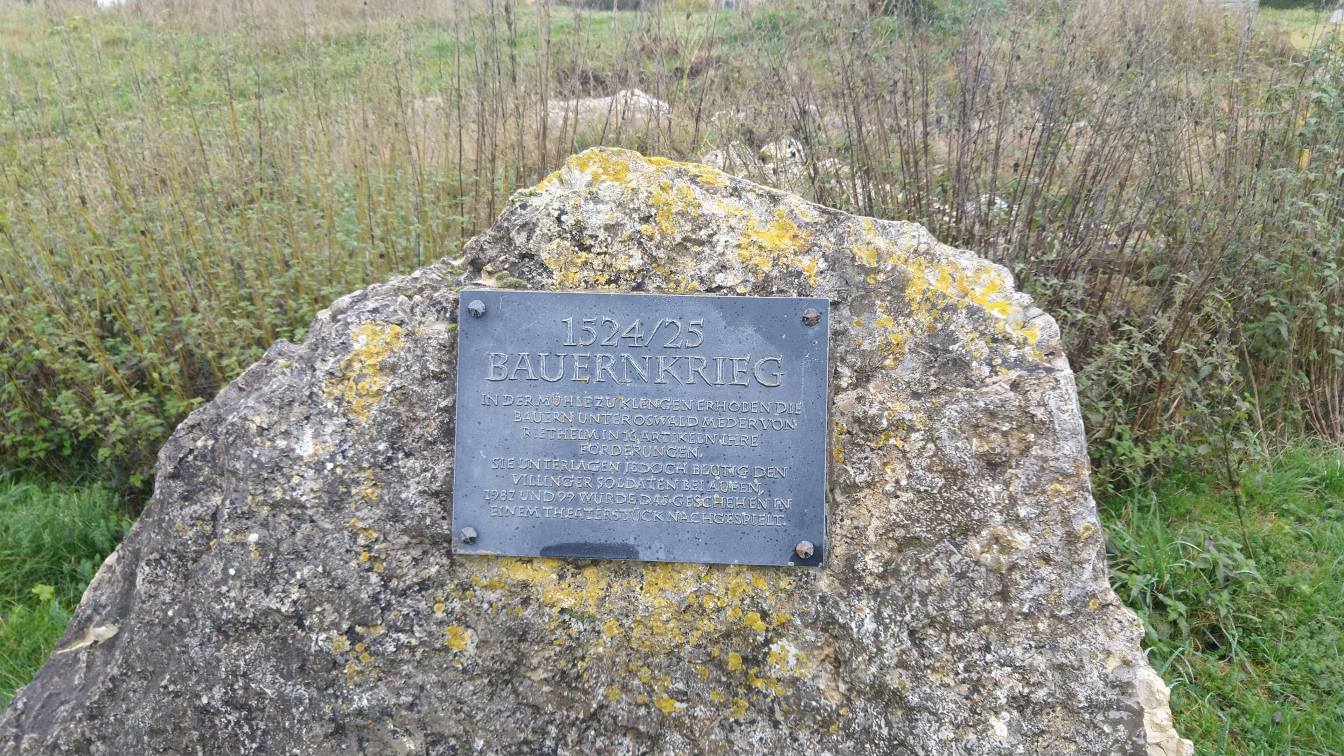 1524/25
BAUERNKRIEG
IN DER MÜHLE ZU KLENGEN ERHOBEN DIE
BAUERN UNTER OSWALD MEDER VON
RIETHEIM IN 16 ARTIKELN IHRE
FORDERUNGEN.
SIE UNTERLAGEN JEDOCH BLUTIG DEN
VILLINGER SOLDATEN BEI AUFEN.
1987 UND 99 WURDE DAS GESCHEHEN IN
EINEM THEATERSTÜCK NACHGESPIELT.